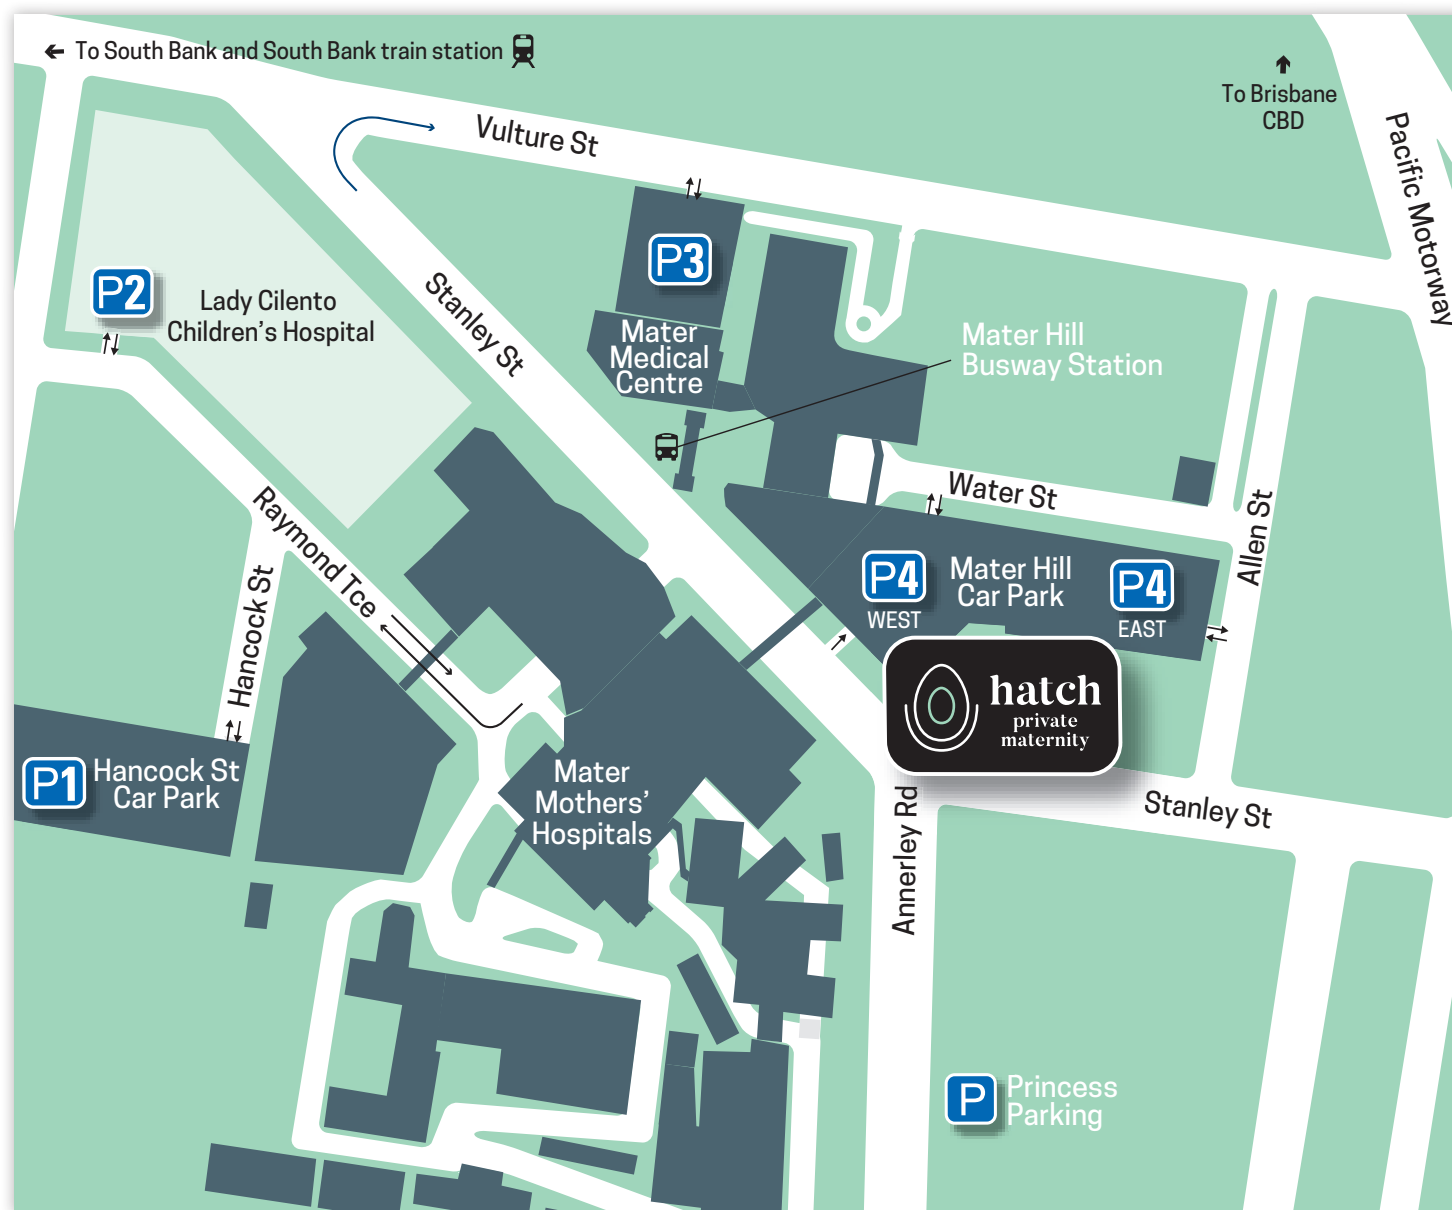 To South Bank and South Bank train station
To Brisbane
CBD
Pacific Motorway
Vulture St
P3
P2
Lady Cilento
Children's Hospital
Stanley St
Mater
Medical
Centre
Mater Hill
Busway Station
Water St
Allen St
Raymond Tce
Hancock St
P4
WEST
Mater Hill
Car Park
P4
EAST
hatch
private
maternity
P1
Hancock St
Car Park
Mater
Mothers'
Hospitals
Annerley Rd
Stanley St
P
Princess
Parking